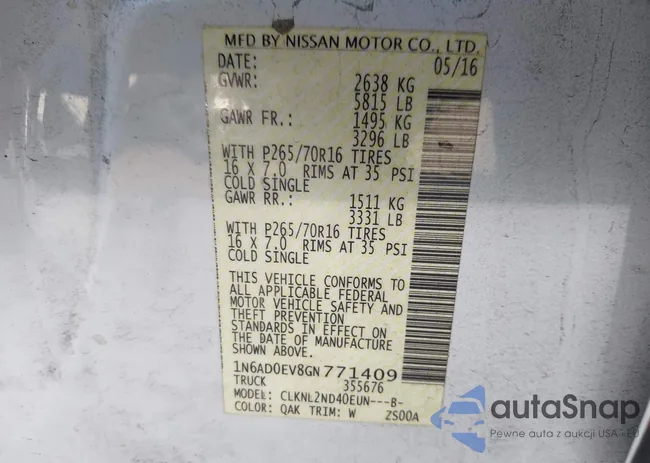 MFD BY NISSAN MOTOR CO., LTD.
DATE: 05/16
GVWR: 2638 KG
5815 LB
GAWR FR.: 1495 KG
3296 LB
WITH P265/70R16 TIRES
16 X 7.0 RIMS AT 35 PSI
COLD SINGLE
GAWR RR.: 1511 KG
3331 LB
WITH P265/70R16 TIRES
16 X 7.0 RIMS AT 35 PSI
COLD SINGLE
THIS VEHICLE CONFORMS TO
ALL APPLICABLE FEDERAL
MOTOR VEHICLE SAFETY AND
THEFT PREVENTION
STANDARDS IN EFFECT ON
THE DATE OF MANUFACTURE
SHOWN ABOVE.
1N6AD0EV8GN771409
TRUCK 355676
MODEL: CLKNL2ND40EUN---B-
COLOR: QAK TRIM: W 2S00A
autoSnap
Pewne auta z aukcji USA - EU